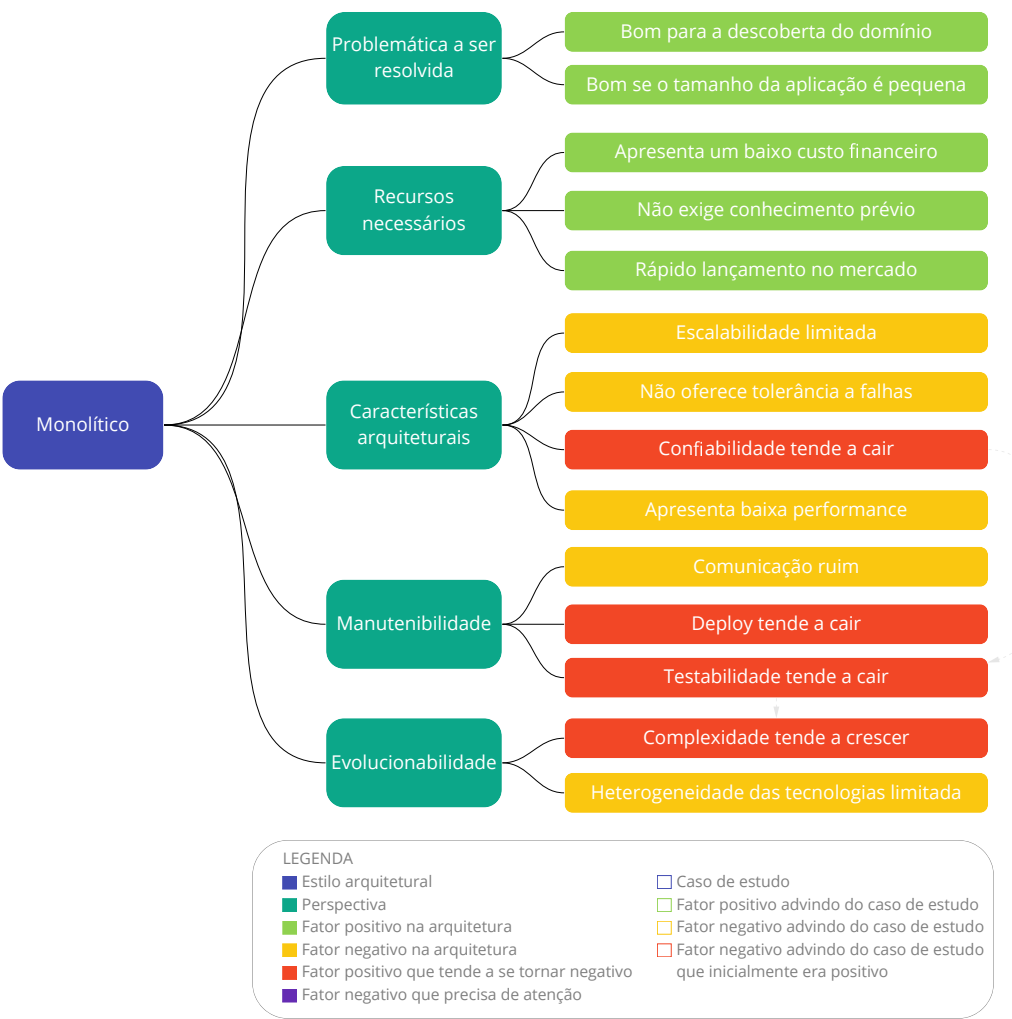 Monolítico
Problemática a ser
resolvida
Bom para a descoberta do domínio
Bom se o tamanho da aplicação é pequena
Recursos
necessários
Apresenta um baixo custo financeiro
Não exige conhecimento prévio
Rápido lançamento no mercado
Características
arquiteturais
Escalabilidade limitada
Não oferece tolerância a falhas
Confiabilidade tende a cair
Apresenta baixa performance
Manutenibilidade
Comunicação ruim
Deploy tende a cair
Testabilidade tende a cair
Evolucionabilidade
Complexidade tende a crescer
Heterogeneidade das tecnologias limitada
LEGENDA
Estilo arquitetural
Perspectiva
Fator positivo na arquitetura
Fator negativo na arquitetura
Fator positivo que tende a se tornar negativo
Fator negativo que precisa de atenção
Caso de estudo
Fator positivo advindo do caso de estudo
Fator negativo advindo do caso de estudo
Fator negativo advindo do caso de estudo
que inicialmente era positivo